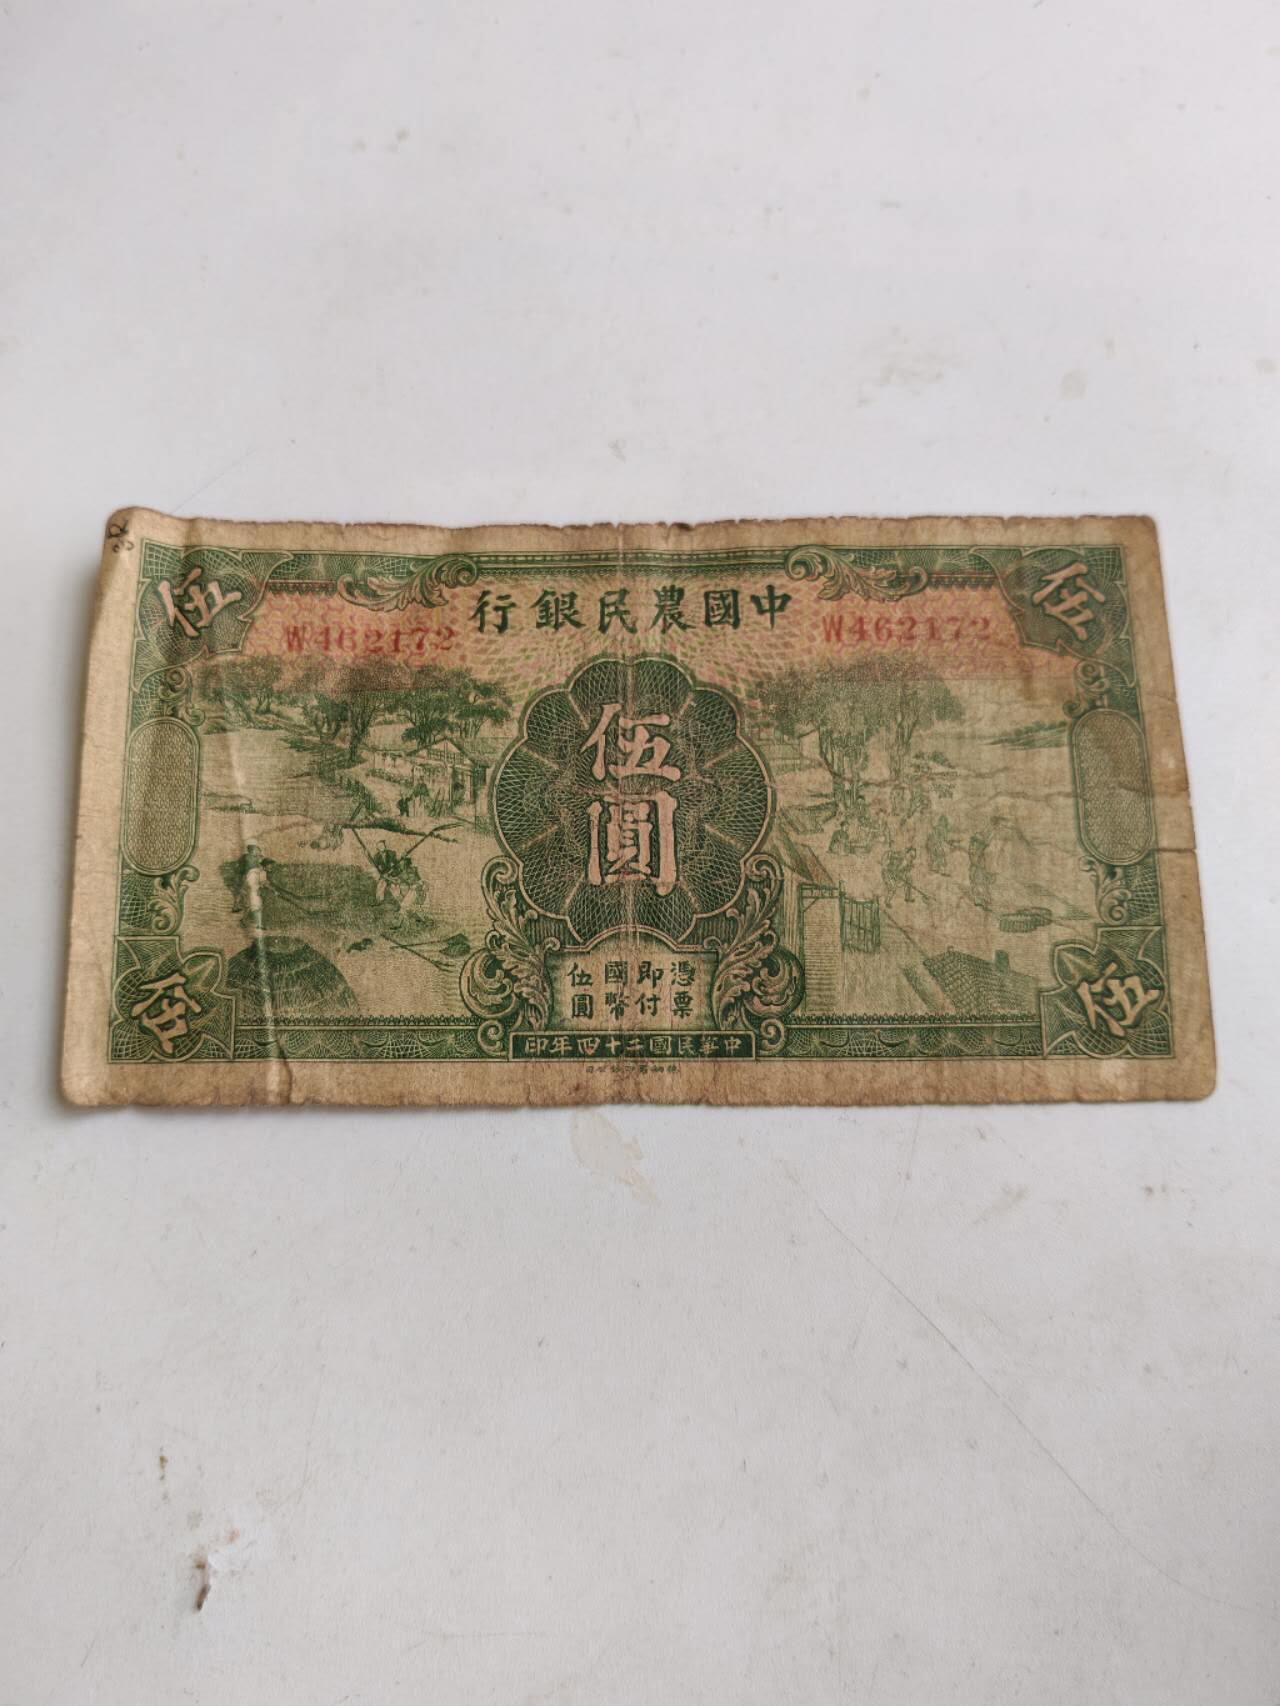 伍 伍
中國農民銀行
W462172 W462172
伍圓
憑票
即付
國幣
伍圓
中華民國二十四年印
伍 伍